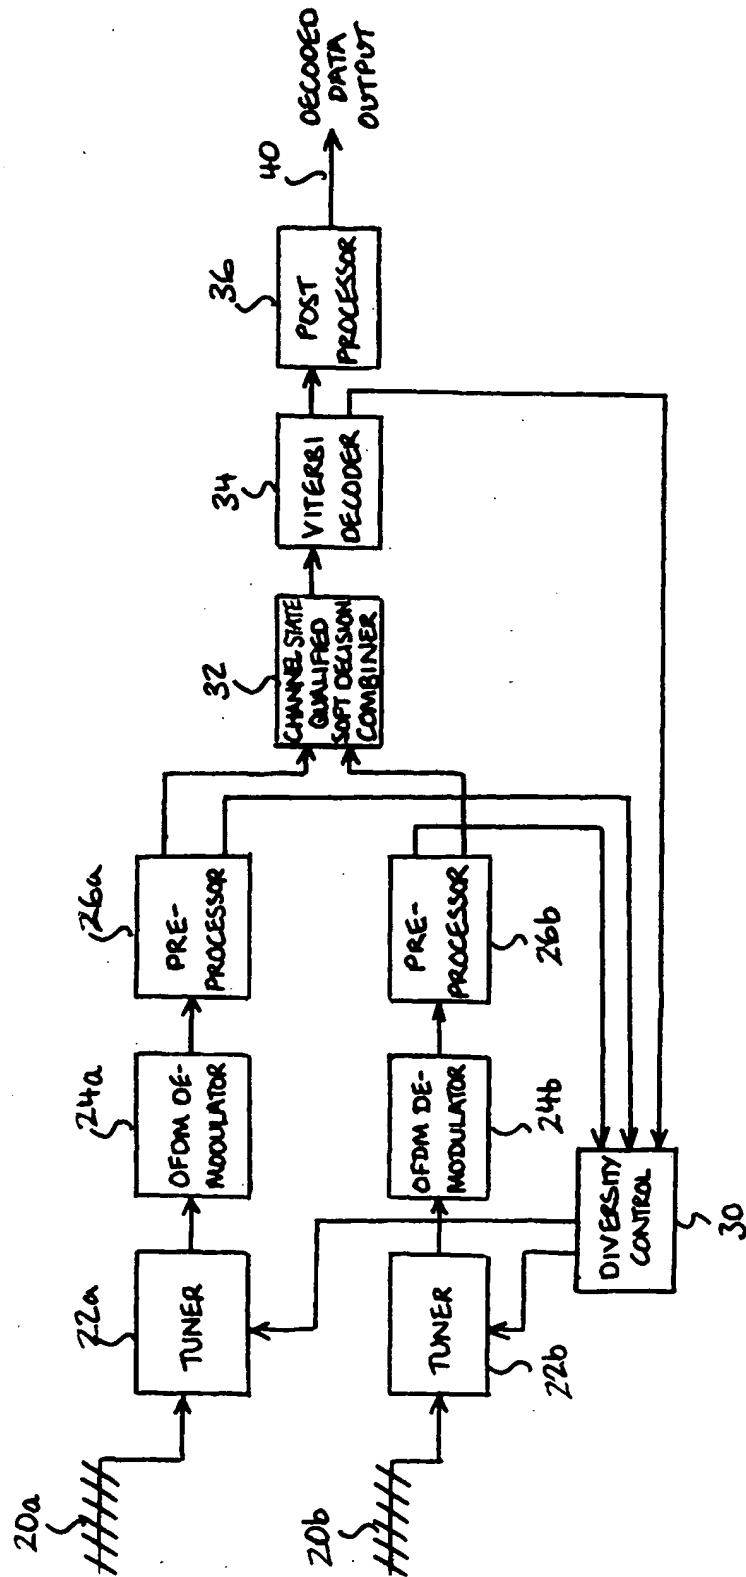 20a
22a
TUNER
24a
OFDM DE-
MODULATOR
26a
PRE-
PROCESSOR
20b
22b
TUNER
24b
OFDM DE-
MODULATOR
26b
PRE-
PROCESSOR
30
DIVERSITY
CONTROL
32
CHANNEL STATE
QUALIFIED
SOFT DECISION
COMBINER
34
VITERBI
DECODER
36
POST
PROCESSOR
40
DECODED
DATA
OUTPUT